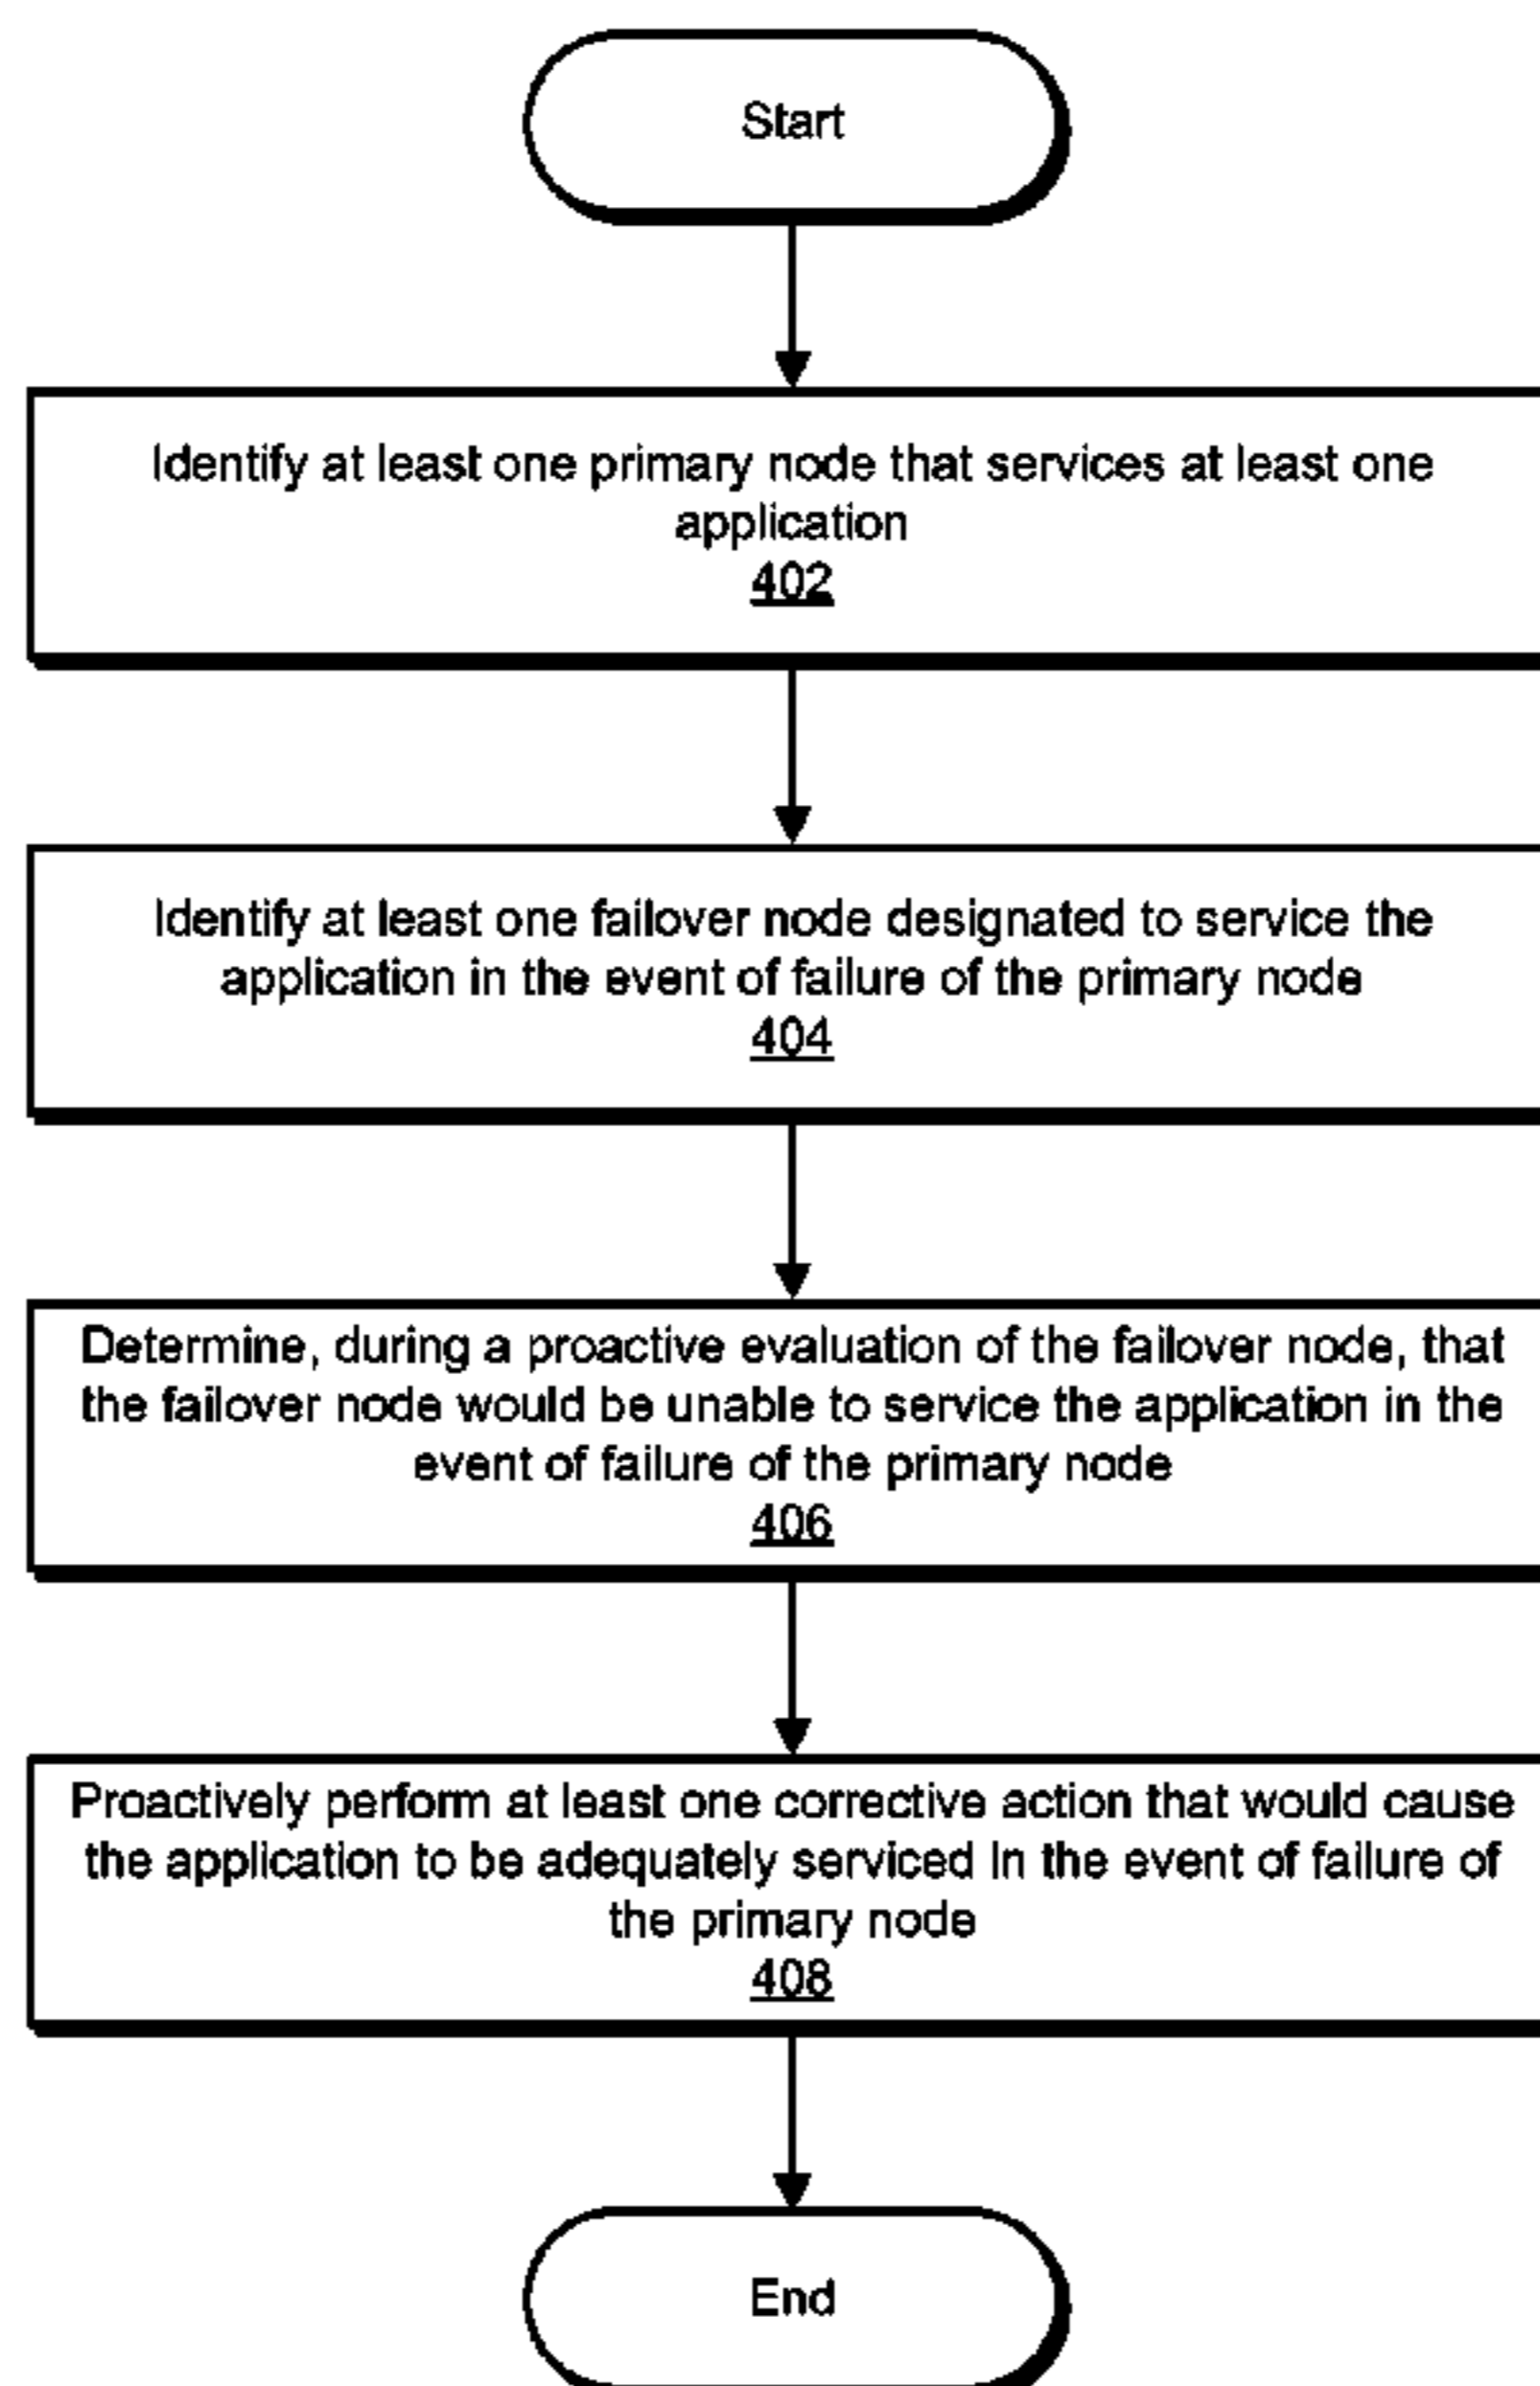 Start
Identify at least one primary node that services at least one
application
402
Identify at least one failover node designated to service the
application in the event of failure of the primary node
404
Determine, during a proactive evaluation of the failover node, that
the failover node would be unable to service the application in the
event of failure of the primary node
406
Proactively perform at least one corrective action that would cause
the application to be adequately serviced in the event of failure of
the primary node
408
End